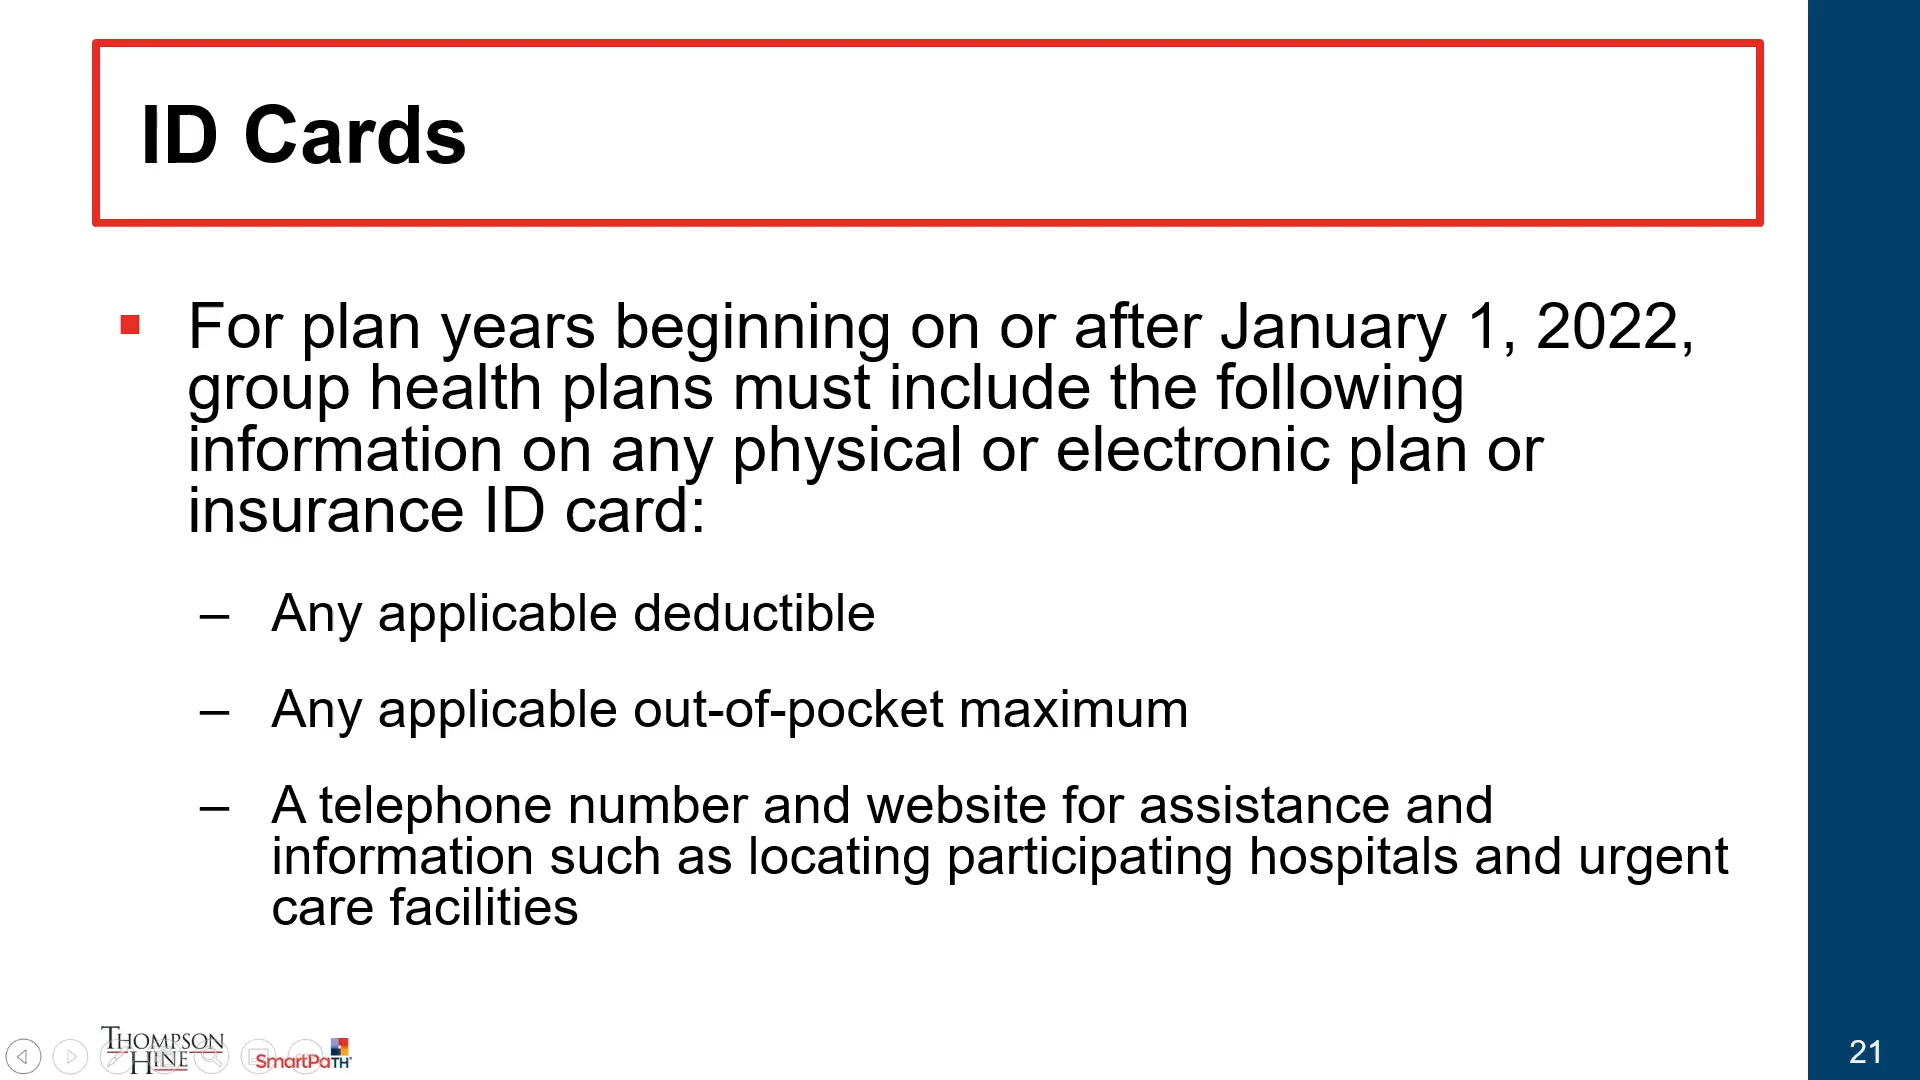 ID Cards
For plan years beginning on or after January 1, 2022,
group health plans must include the following
information on any physical or electronic plan or
insurance ID card:
– Any applicable deductible
– Any applicable out-of-pocket maximum
– A telephone number and website for assistance and
information such as locating participating hospitals and urgent
care facilities
THOMPSON
HINE
SmartPaTH
21